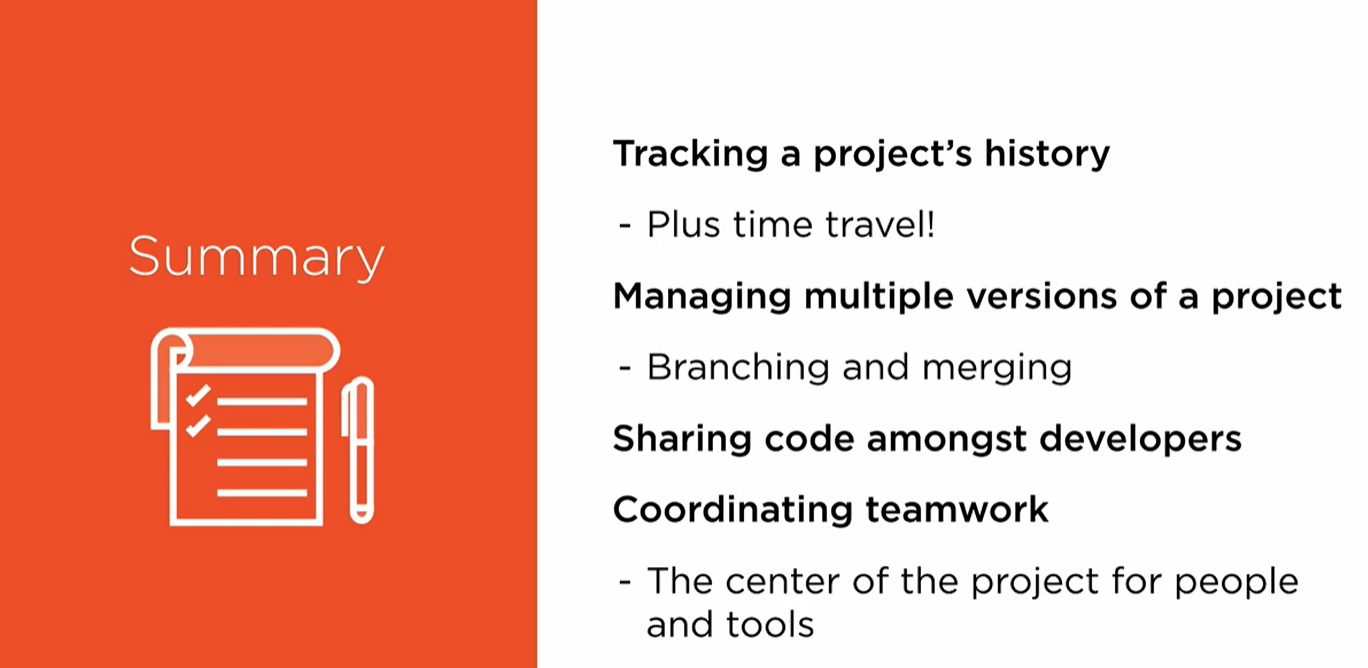 Summary
Tracking a project’s history
- Plus time travel!
Managing multiple versions of a project
- Branching and merging
Sharing code amongst developers
Coordinating teamwork
- The center of the project for people
and tools